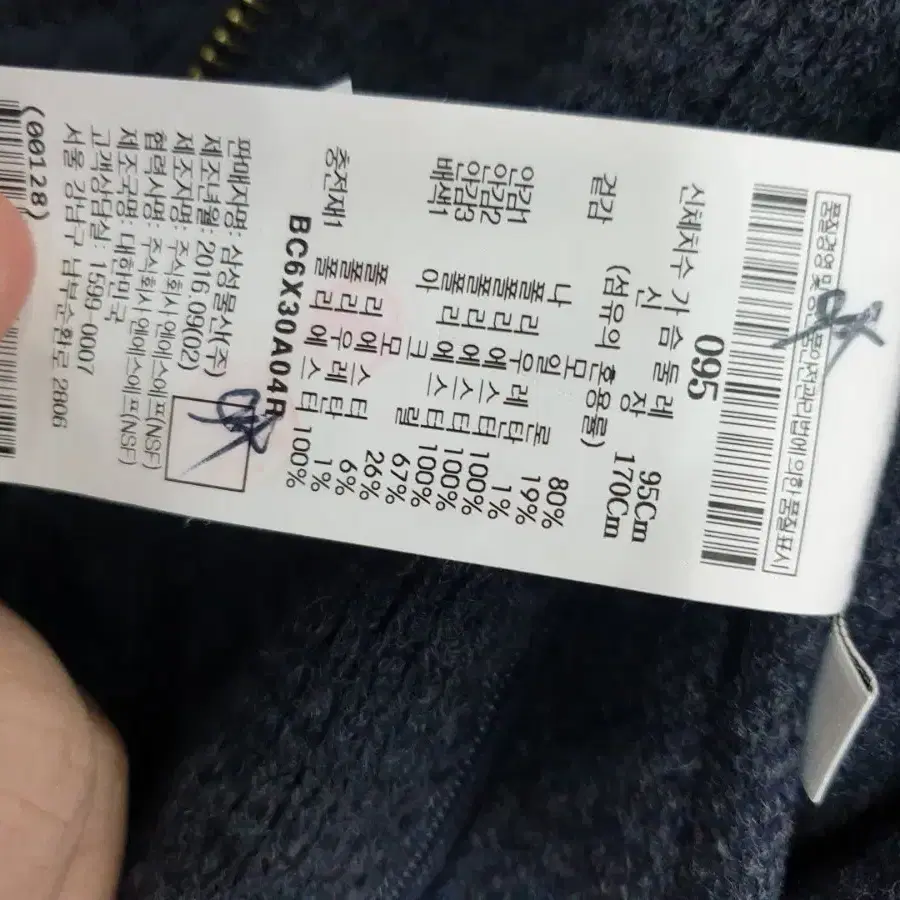 품질경영 및 공산품안전관리법에 의한 품질표시
095
신체치수 가 슴 둘 레 95Cm
신 장 170Cm
(섬유의 혼용률)
겉감 모 80%
나 일 론 19%
폴 리 우 레 탄 1%
안감1 폴 리 에 스 터 100%
안감2 폴 리 에 스 터 100%
안감3 폴 리 에 스 터 100%
배색1 아 크 릴 67%
모 26%
폴 리 에 스 터 6%
폴 리 우 레 탄 1%
충전재1 폴 리 에 스 터 100%
BC6X30A04R
OK
판매자명: 삼성물산(주)
제조년월: 2016.09(02)
제조자명: 주식회사 엔에스에프(NSF)
협력사명: 주식회사 엔에스에프(NSF)
제조국명: 대한민국
고객상담실: 1599-0007
서울 강남구 남부순환로 2806
(00128)